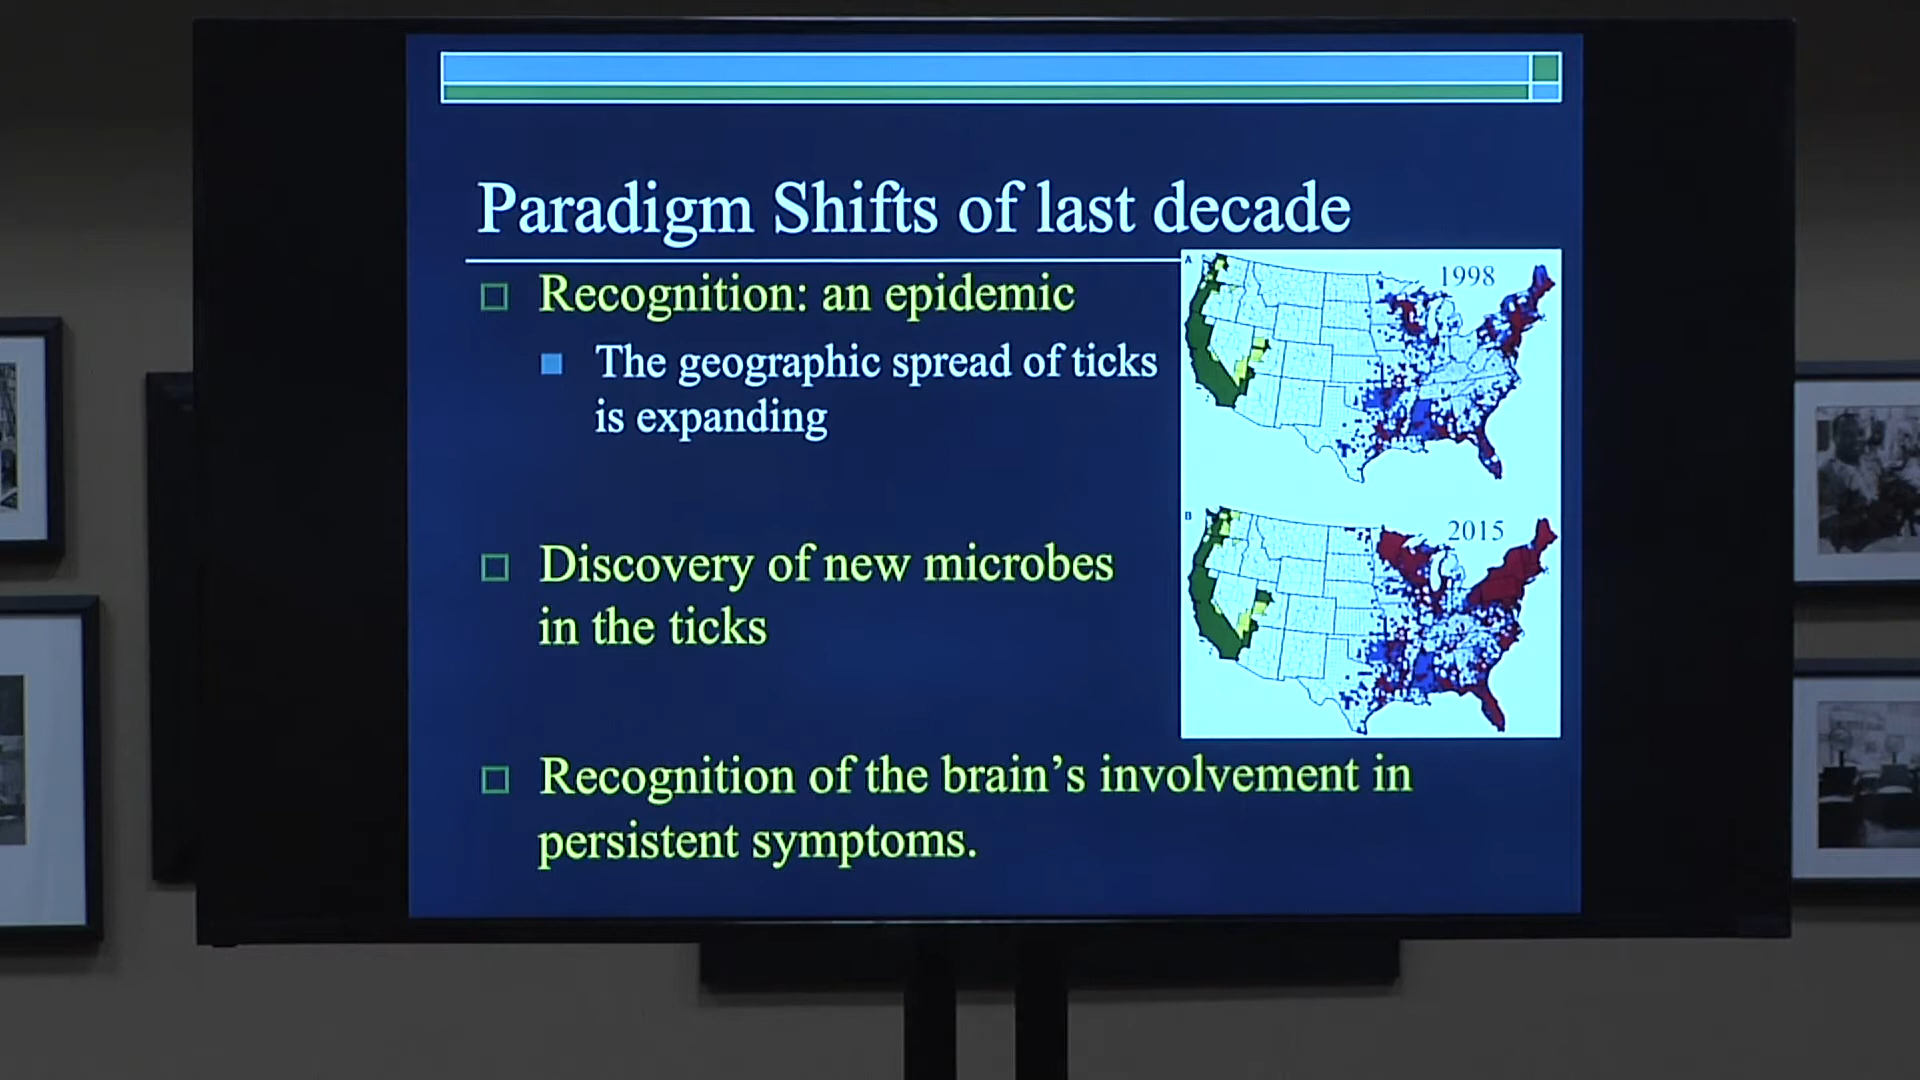 Paradigm Shifts of last decade
Recognition: an epidemic
The geographic spread of ticks
is expanding
A
1998
B
2015
Discovery of new microbes
in the ticks
Recognition of the brain’s involvement in
persistent symptoms.